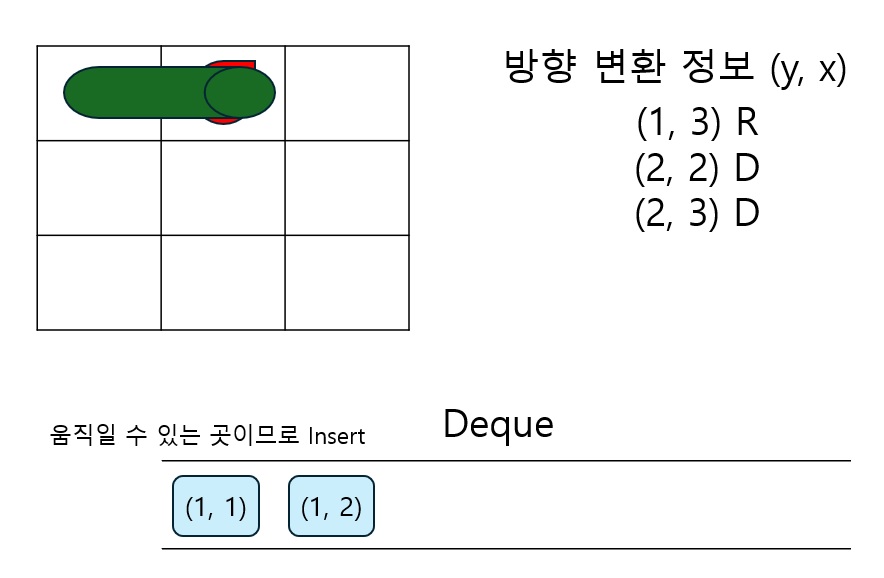 방향 변환 정보 (y, x)
(1, 3) R
(2, 2) D
(2, 3) D
움직일 수 있는 곳이므로 Insert
Deque
(1, 1) (1, 2)